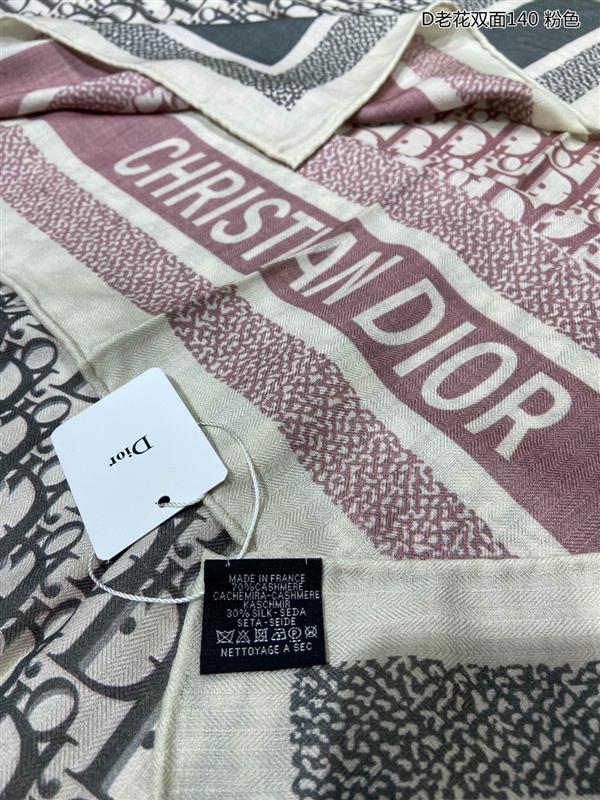 D老花双面140 粉色
CHRISTIAN DIOR
Dior
MADE IN FRANCE
70%CASHMERE
CACHEMIRA-CASHMERE
KASCHMIR
30% SILK-SEDA
SETA-SEIDE
NETTOYAGE A SEC